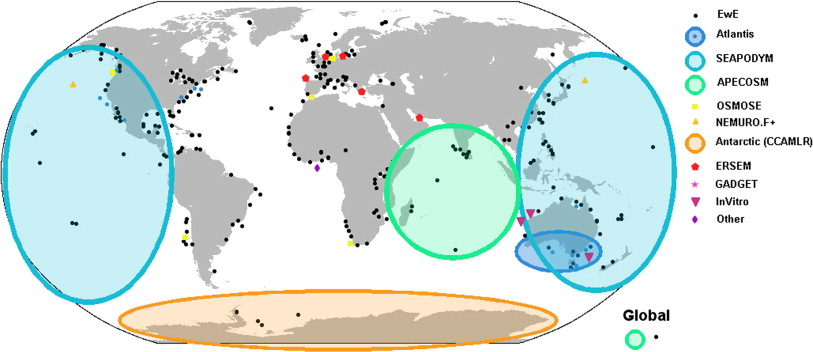 EwE
Atlantis
SEAPODYM
APECOSM
OSMOSE
NEMURO.F+
Antarctic (CCAMLR)
ERSEM
GADGET
InVitro
Other
Global